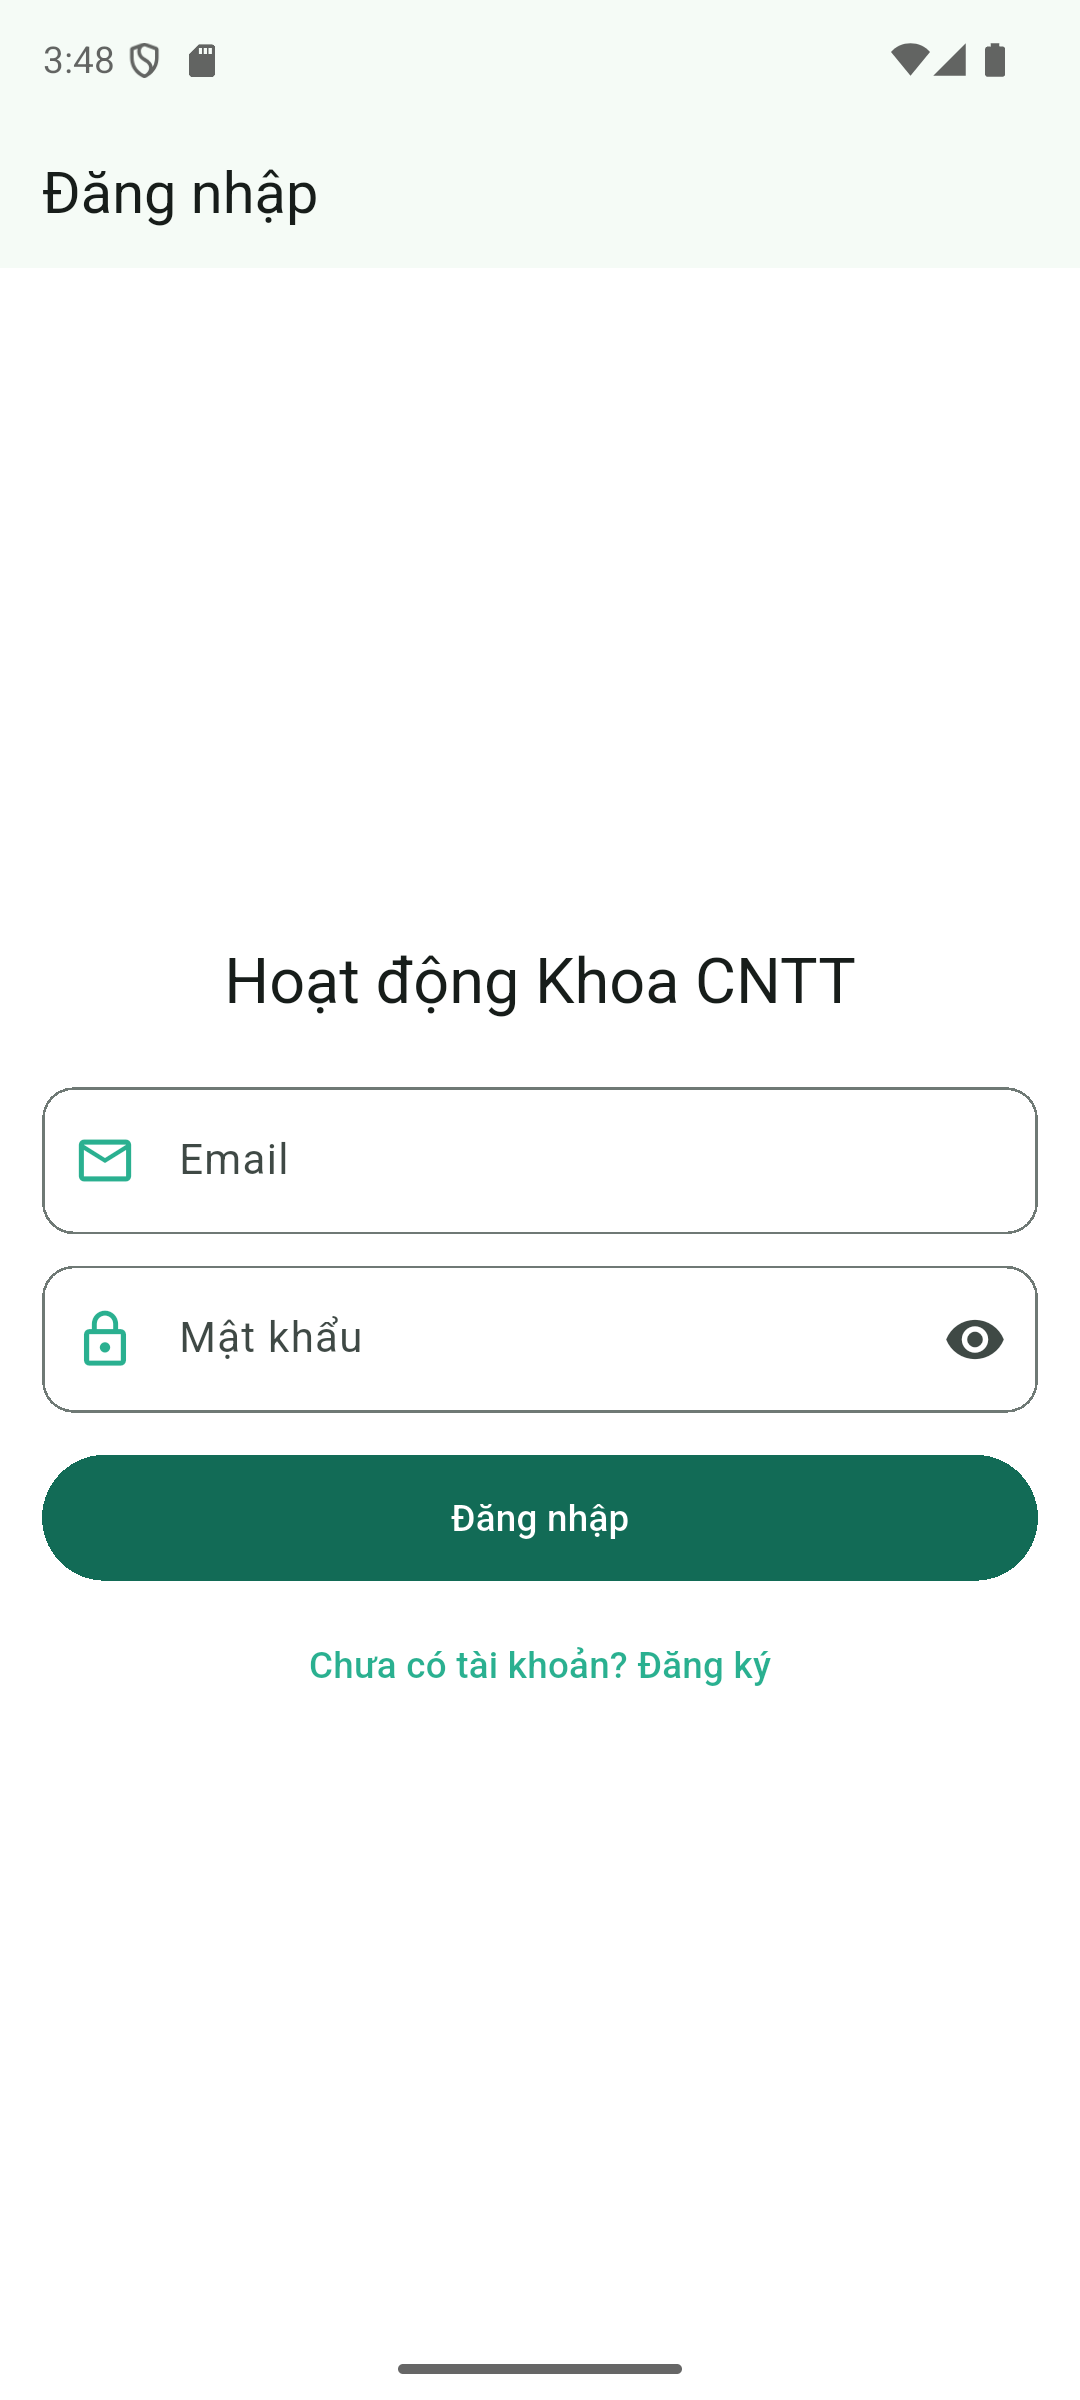 3:48
Đăng nhập
Hoạt động Khoa CNTT
Email
Mật khẩu
Đăng nhập
Chưa có tài khoản? Đăng ký